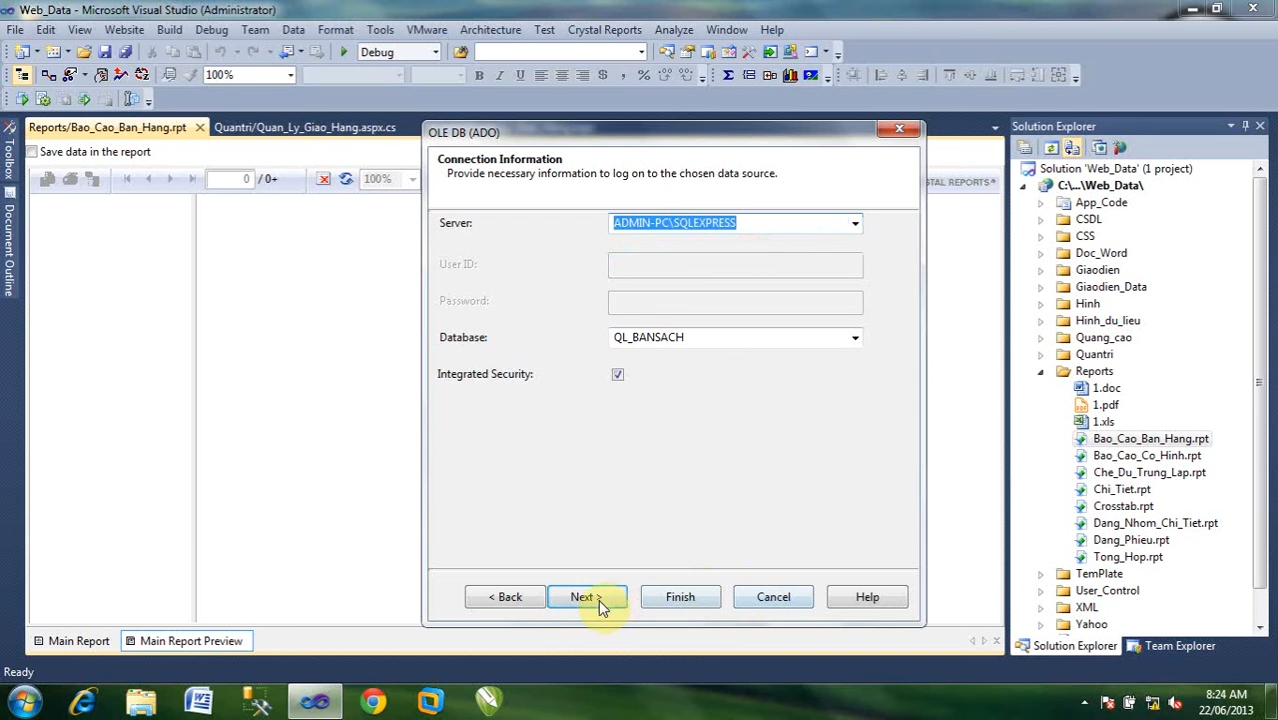 Web_Data - Microsoft Visual Studio (Administrator)
File Edit View Website Build Debug Team Data Format Tools VMware Architecture Test Crystal Reports Analyze Window Help
Debug
100%
Reports/Bao_Cao_Ban_Hang.rpt
Quantri/Quan_Ly_Giao_Hang.aspx.cs
Save data in the report
0 / 0+
100%
STAL REPORTS*
Toolbox
Document Outline
OLE DB (ADO)
Connection Information
Provide necessary information to log on to the chosen data source.
Server:
ADMIN-PC\SQLEXPRESS
User ID:
Password:
Database:
QL_BANSACH
Integrated Security:
< Back
Next >
Finish
Cancel
Help
Solution Explorer
Solution 'Web_Data' (1 project)
C:\...\Web_Data\
App_Code
CSDL
CSS
Doc_Word
Giaodien
Giaodien_Data
Hinh
Hinh_du_lieu
Quang_cao
Quantri
Reports
1.doc
1.pdf
1.xls
Bao_Cao_Ban_Hang.rpt
Bao_Cao_Co_Hinh.rpt
Che_Du_Trung_Lap.rpt
Chi_Tiet.rpt
Crosstab.rpt
Dang_Nhom_Chi_Tiet.rpt
Dang_Phieu.rpt
Tong_Hop.rpt
TemPlate
User_Control
XML
Yahoo
Solution Explorer
Team Explorer
Main Report
Main Report Preview
Ready
8:24 AM
22/06/2013